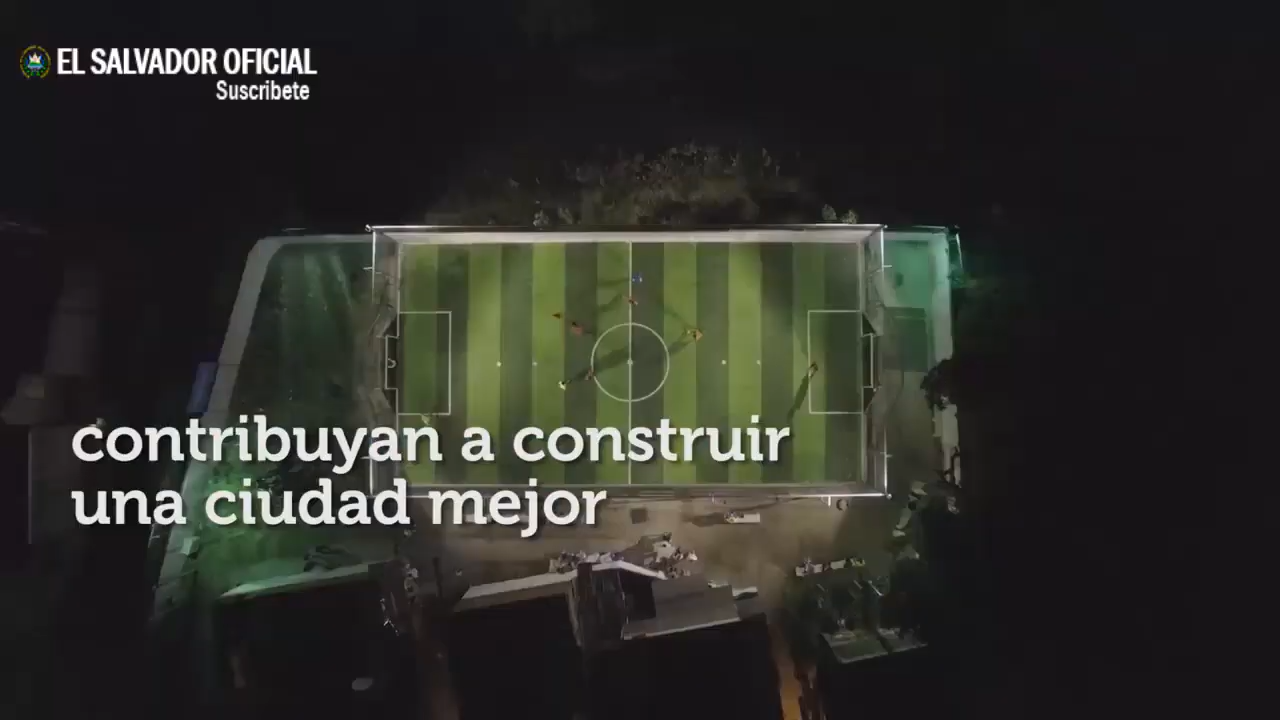 EL SALVADOR OFICIAL
Suscribete
contribuyan a construir
una ciudad mejor